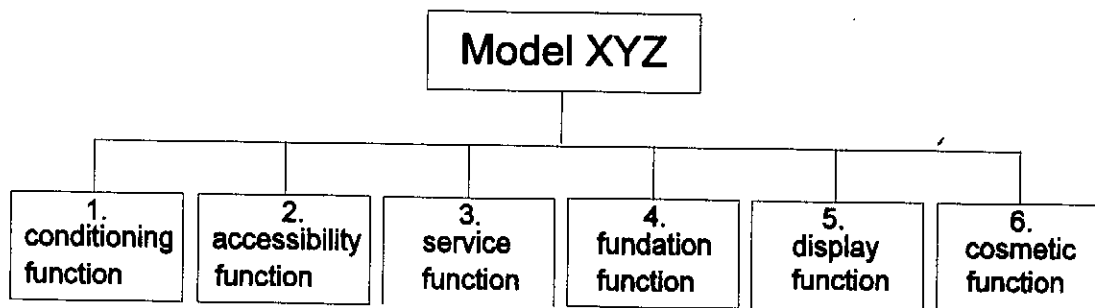 Model XYZ
1.
conditioning
function
2.
accessibility
function
3.
service
function
4.
fundation
function
5.
display
function
6.
cosmetic
function